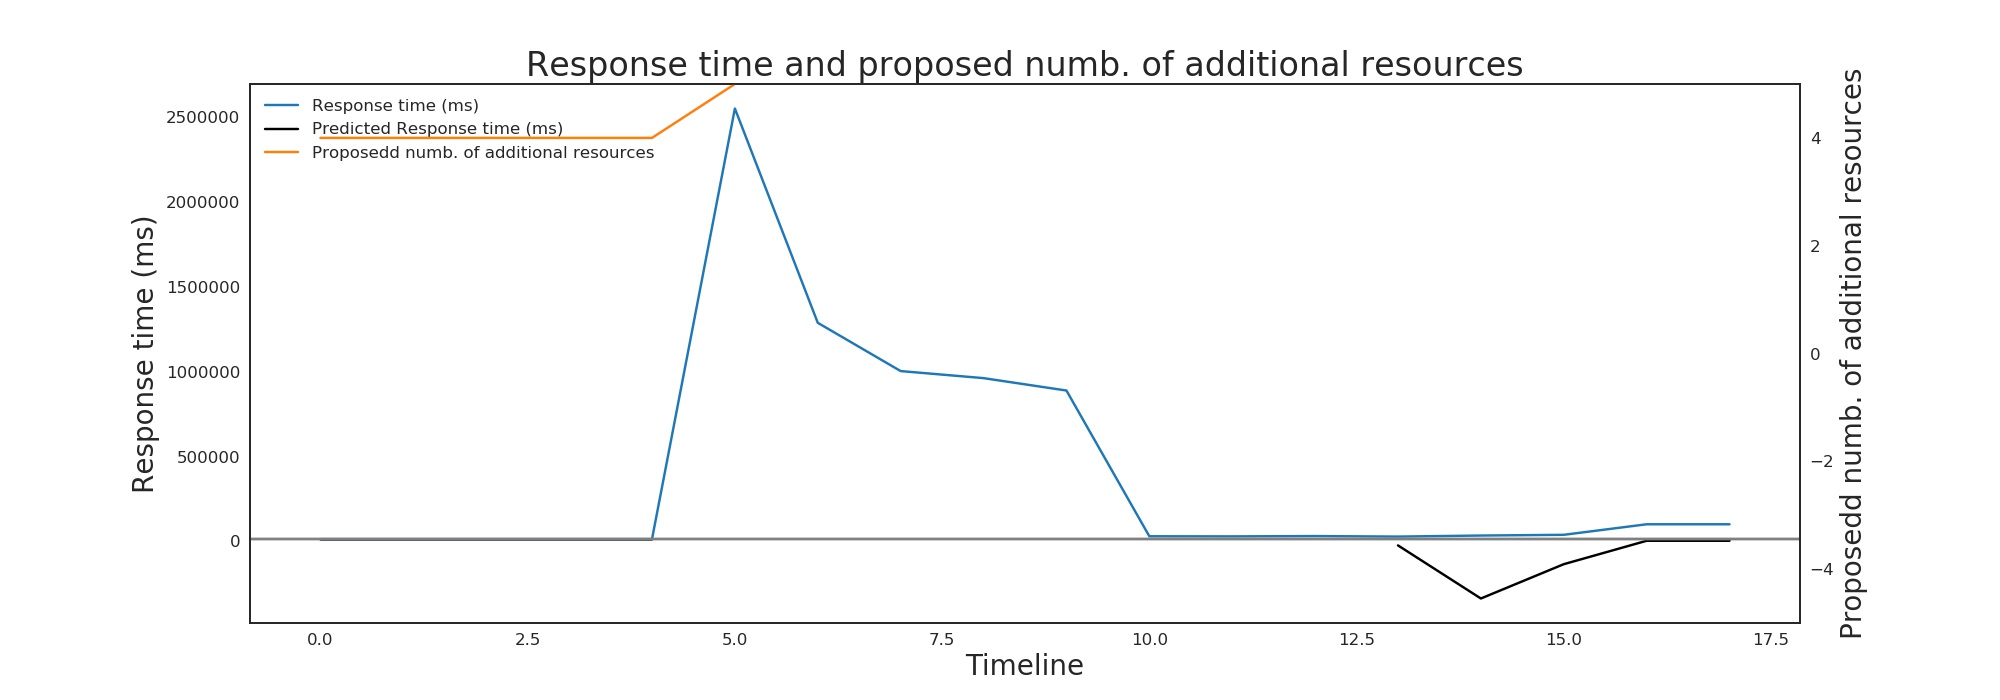 Response time and proposed numb. of additional resources
Response time (ms)
Predicted Response time (ms)
Proposedd numb. of additional resources
Response time (ms)
2500000
2000000
1500000
1000000
500000
0
4
2
0
−2
−4
Proposedd numb. of additional resources
0.0 2.5 5.0 7.5 10.0 12.5 15.0 17.5
Timeline